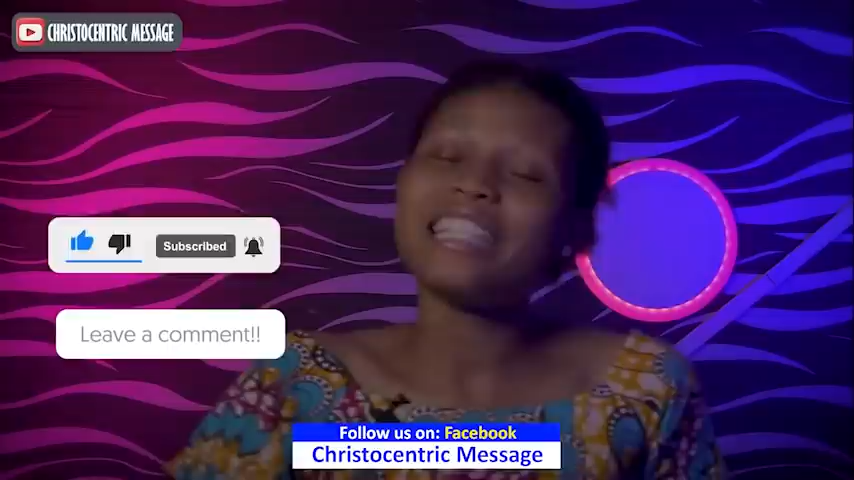 CHRISTOCENTRIC MESSAGE
Subscribed
Leave a comment!!
Follow us on: Facebook
Christocentric Message